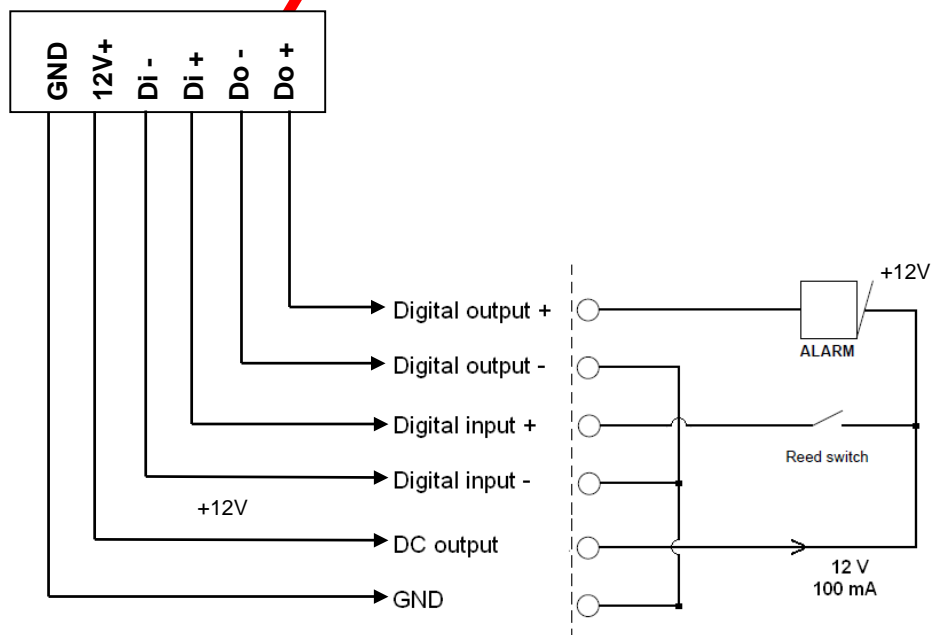 GND
12V+
Di -
Di +
Do -
Do +
+12V
Digital output +
ALARM
Digital output -
Digital input +
Reed switch
Digital input -
+12V
DC output
12 V
100 mA
GND